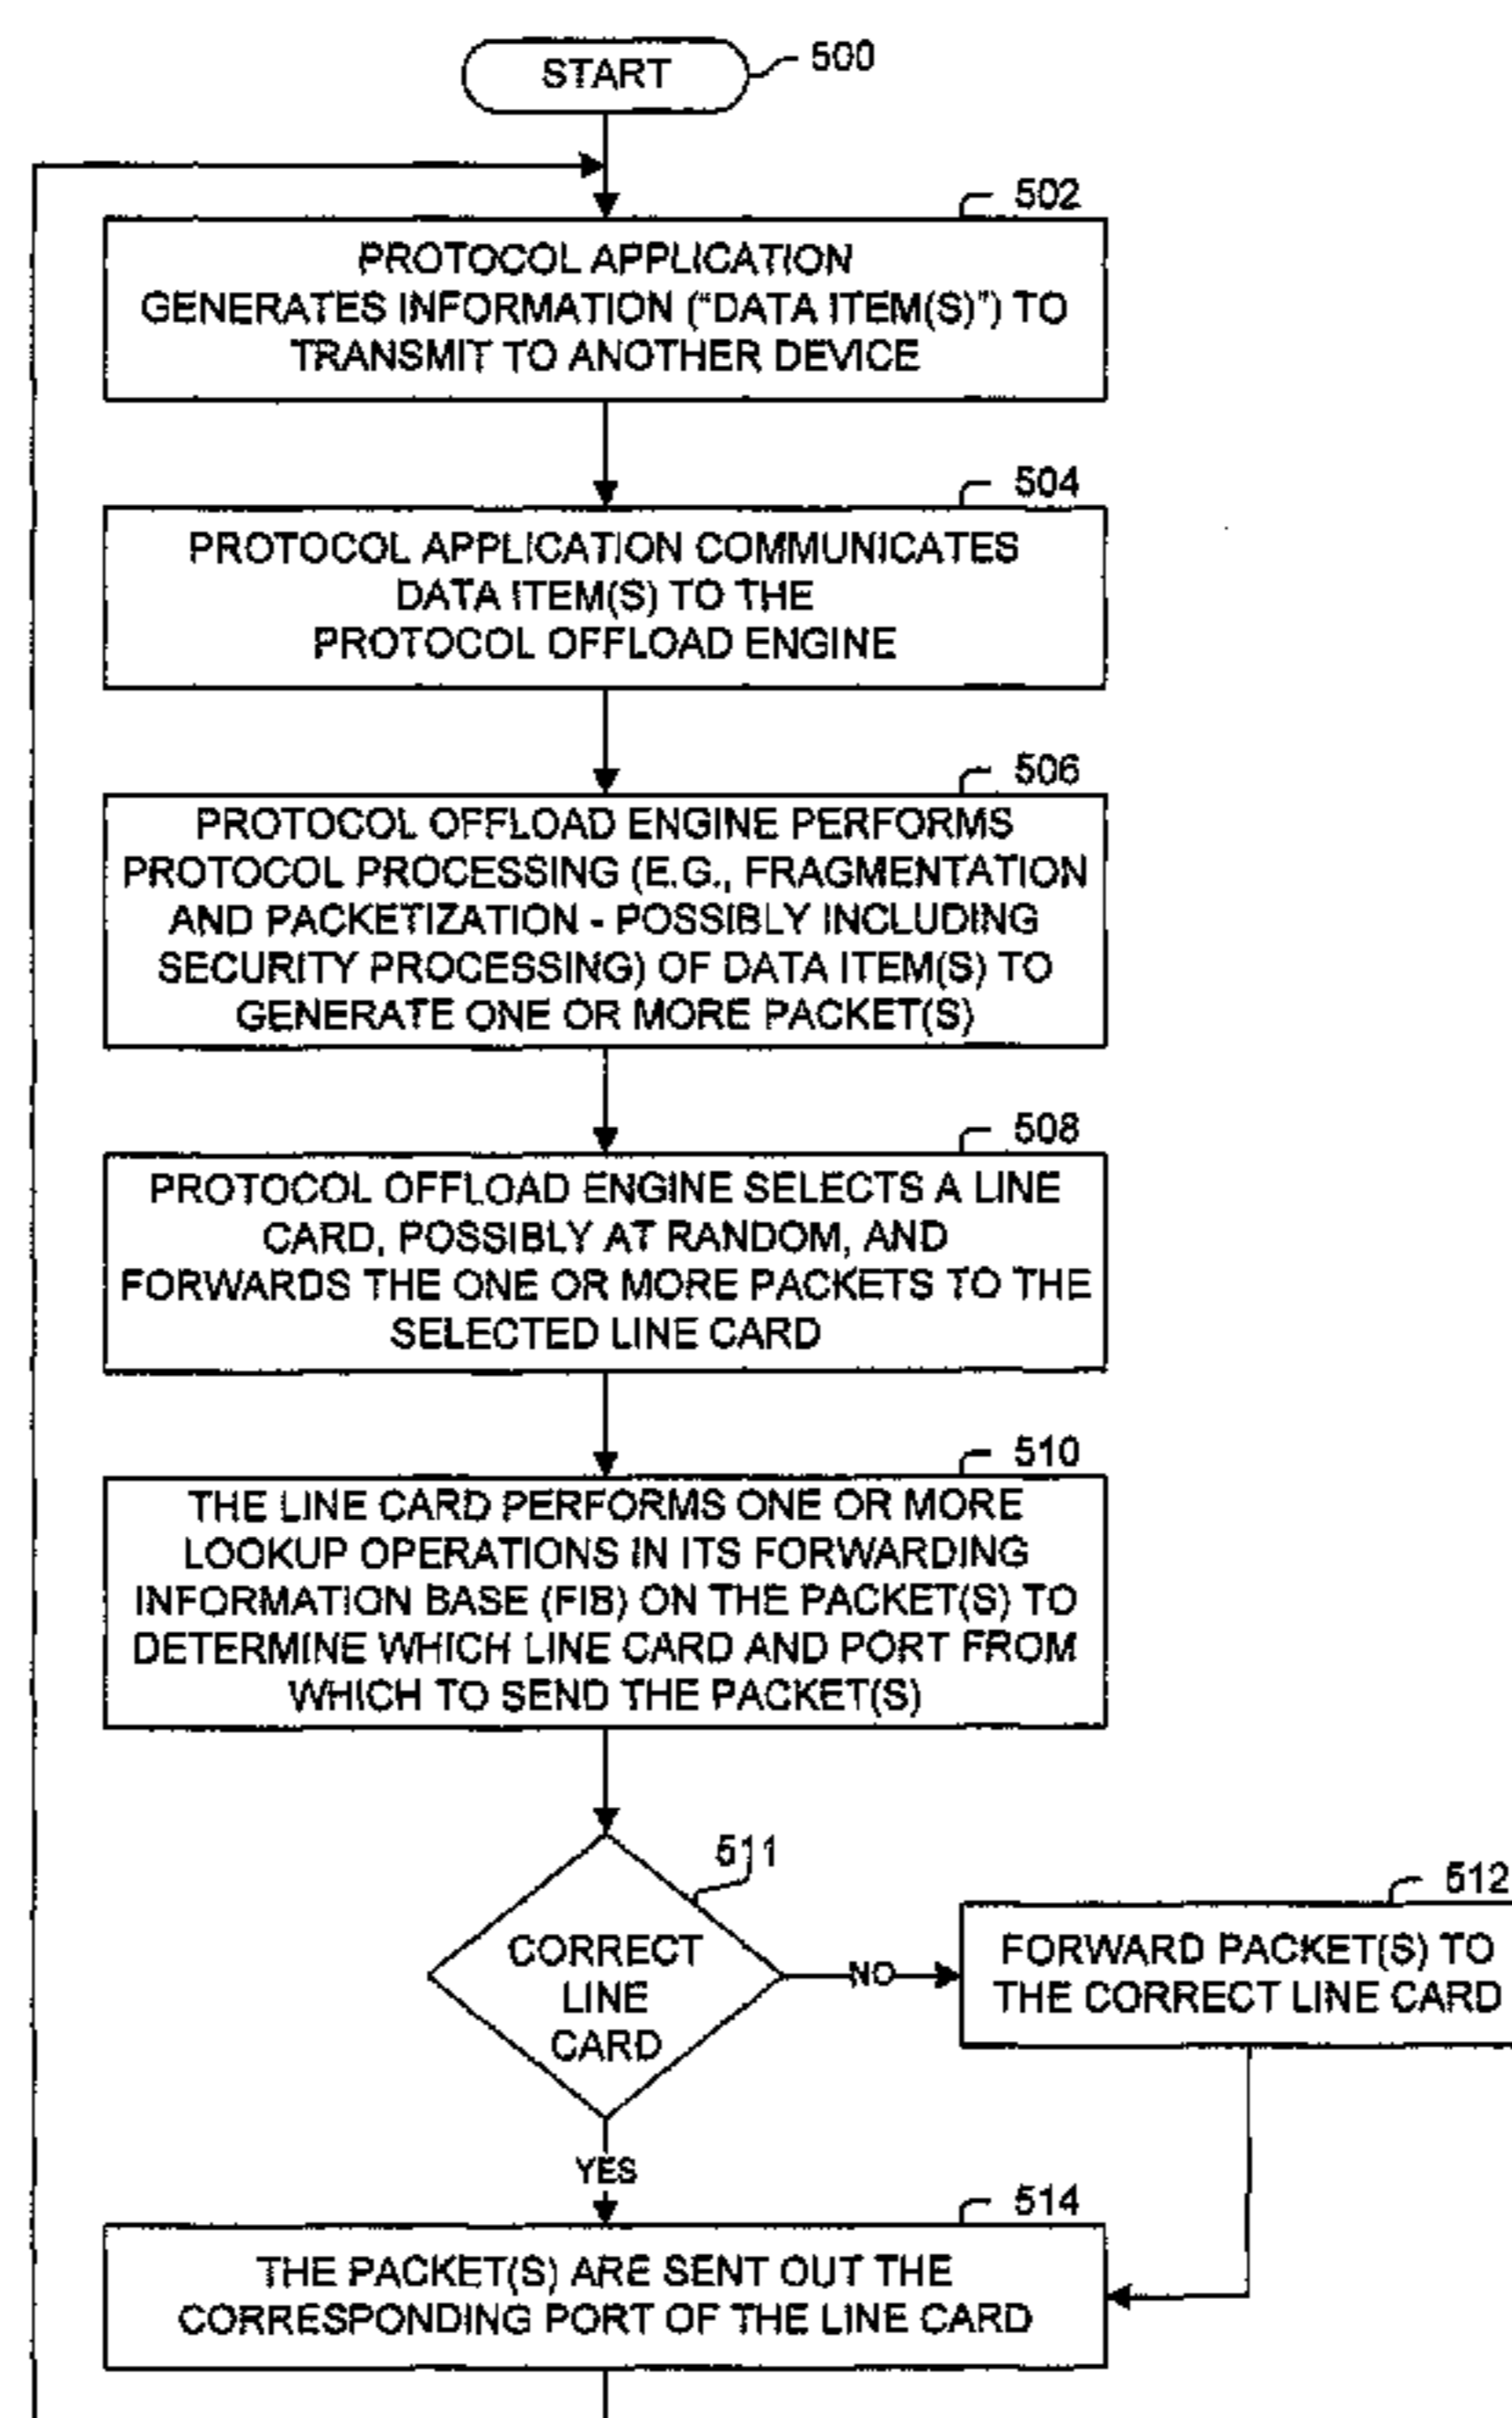 START
500
502
PROTOCOL APPLICATION
GENERATES INFORMATION ("DATA ITEM(S)") TO
TRANSMIT TO ANOTHER DEVICE
504
PROTOCOL APPLICATION COMMUNICATES
DATA ITEM(S) TO THE
PROTOCOL OFFLOAD ENGINE
506
PROTOCOL OFFLOAD ENGINE PERFORMS
PROTOCOL PROCESSING (E.G., FRAGMENTATION
AND PACKETIZATION - POSSIBLY INCLUDING
SECURITY PROCESSING) OF DATA ITEM(S) TO
GENERATE ONE OR MORE PACKET(S)
508
PROTOCOL OFFLOAD ENGINE SELECTS A LINE
CARD, POSSIBLY AT RANDOM, AND
FORWARDS THE ONE OR MORE PACKETS TO THE
SELECTED LINE CARD
510
THE LINE CARD PERFORMS ONE OR MORE
LOOKUP OPERATIONS IN ITS FORWARDING
INFORMATION BASE (FIB) ON THE PACKET(S) TO
DETERMINE WHICH LINE CARD AND PORT FROM
WHICH TO SEND THE PACKET(S)
511
CORRECT
LINE
CARD
NO
512
FORWARD PACKET(S) TO
THE CORRECT LINE CARD
YES
514
THE PACKET(S) ARE SENT OUT THE
CORRESPONDING PORT OF THE LINE CARD